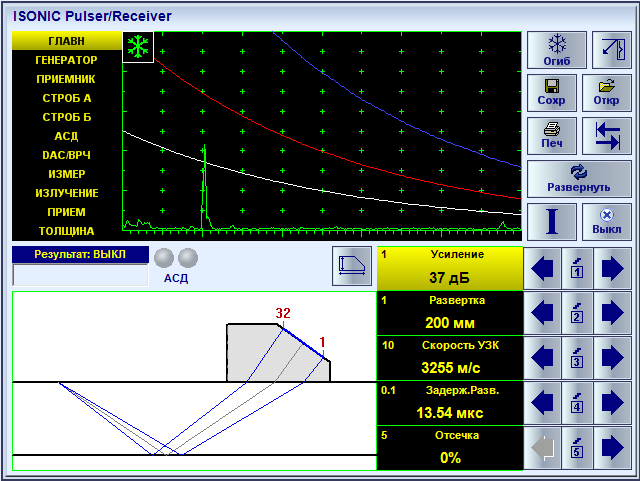 ISONIC Pulser/Receiver
ГЛАВН
ГЕНЕРАТОР
ПРИЕМНИК
СТРОБ А
СТРОБ Б
АСД
DAC/ВРЧ
ИЗМЕР
ИЗЛУЧЕНИЕ
ПРИЕМ
ТОЛЩИНА
Огиб
Сохр
Откр
Печ
Развернуть
Выкл
Результат: ВЫКЛ
АСД
32
1
1 Усиление
37 дБ
1
1 Развертка
200 мм
2
10 Скорость УЗК
3255 м/с
3
0.1 Задерж.Разв.
13.54 мкс
4
5 Отсечка
0%
5